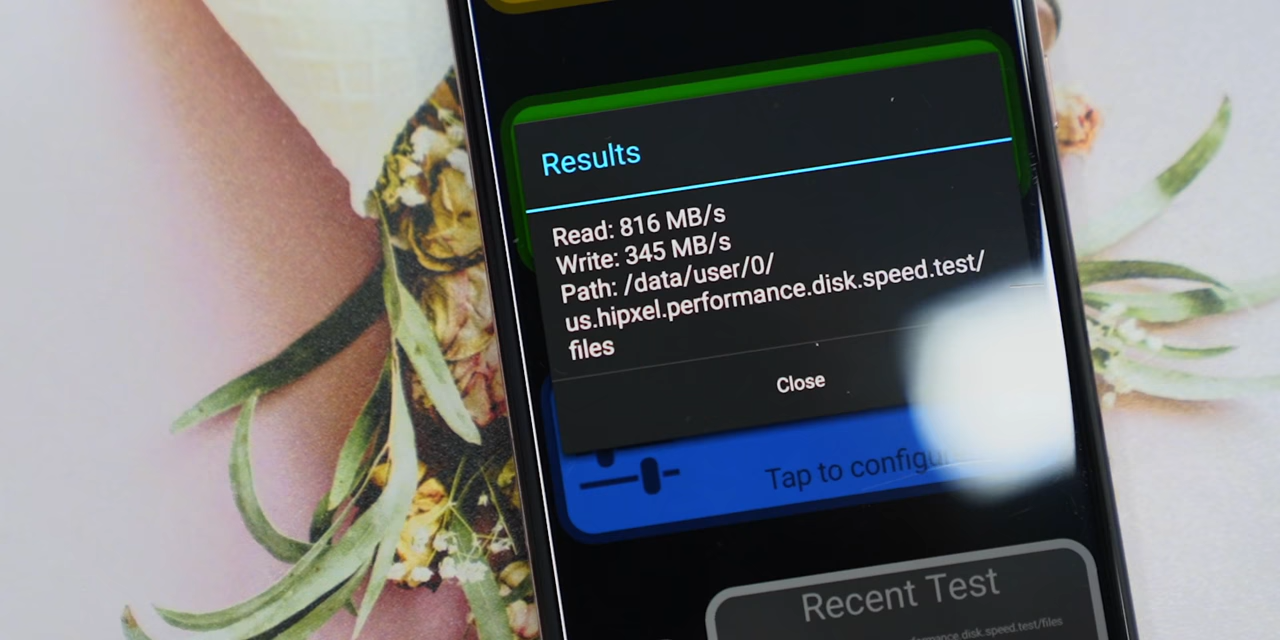 Results
Read: 816 MB/s
Write: 345 MB/s
Path: /data/user/0/
us.hipxel.performance.disk.speed.test/
files
Close
Tap to
Recent Test